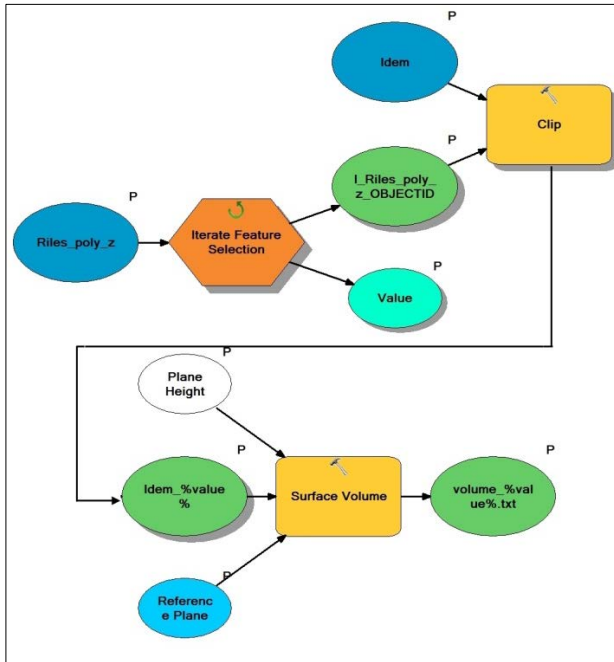 P
Idem
Clip
P
P
I_Riles_poly_
z_OBJECTID
P
Riles_poly_z
Iterate Feature
Selection
P
Value
P
Plane
Height
P
Idem_%value
%
Surface Volume
P
volume_%val
ue%.txt
P
Referenc
e Plane